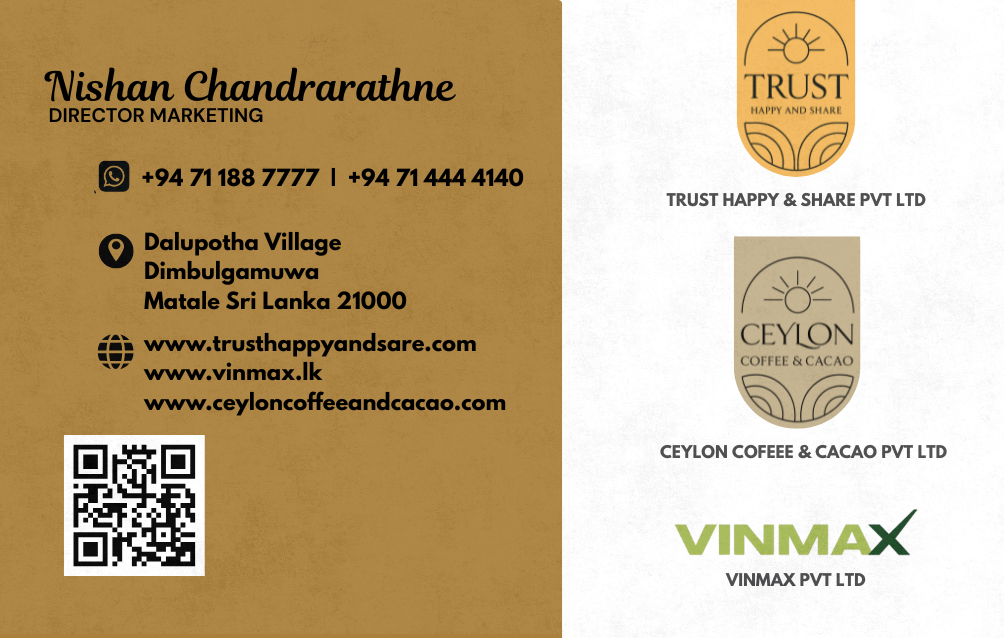 Nishan Chandrarathne
DIRECTOR MARKETING
+94 71 188 7777 | +94 71 444 4140
Dalupotha Village
Dimbulgamuwa
Matale Sri Lanka 21000
www.trusthappyandsare.com
www.vinmax.lk
www.ceyloncoffeeandcacao.com
TRUST
HAPPY AND SHARE
TRUST HAPPY & SHARE PVT LTD
CEYLON
COFFEE & CACAO
CEYLON COFEEE & CACAO PVT LTD
VINMAX
VINMAX PVT LTD